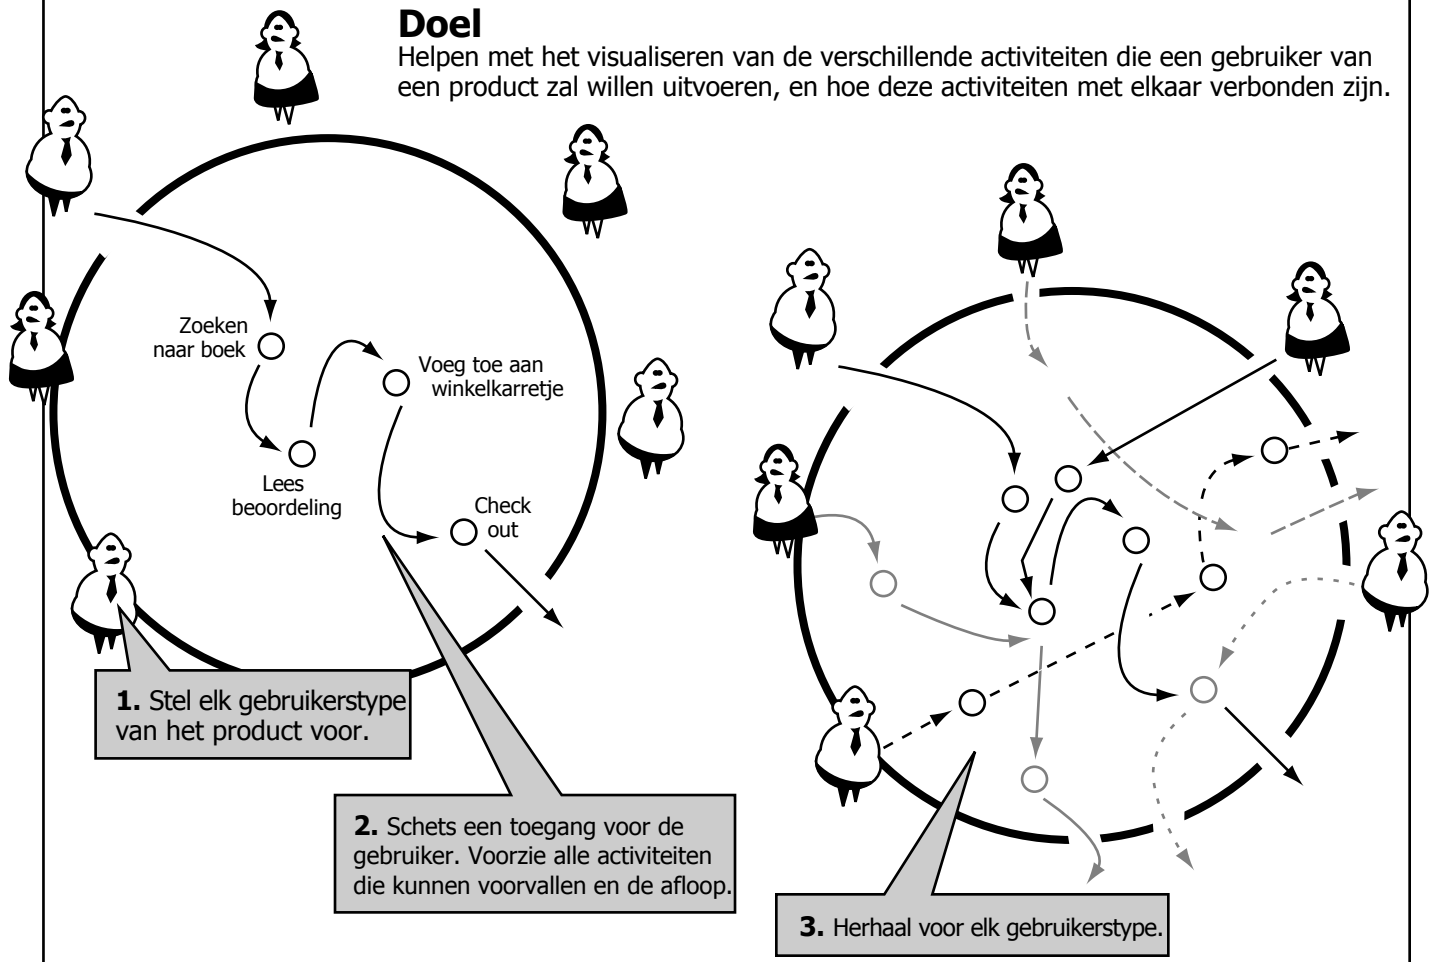 Doel
Helpen met het visualiseren van de verschillende activiteiten die een gebruiker van
een product zal willen uitvoeren, en hoe deze activiteiten met elkaar verbonden zijn.
Zoeken
naar boek
Voeg toe aan
winkelkarretje
Lees
beoordeling
Check
out
1. Stel elk gebruikerstype
van het product voor.
2. Schets een toegang voor de
gebruiker. Voorzie alle activiteiten
die kunnen voorvallen en de afloop.
3. Herhaal voor elk gebruikerstype.